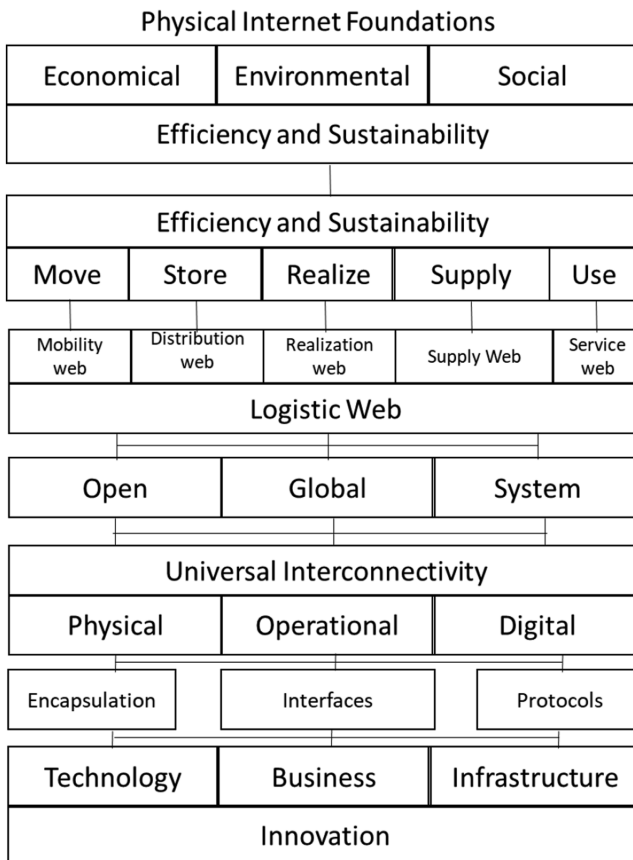 Physical Internet Foundations
Economical Environmental Social
Efficiency and Sustainability
Efficiency and Sustainability
Move Store Realize Supply Use
Mobility web
Distribution web
Realization web
Supply Web
Service web
Logistic Web
Open Global System
Universal Interconnectivity
Physical Operational Digital
Encapsulation Interfaces Protocols
Technology Business Infrastructure
Innovation